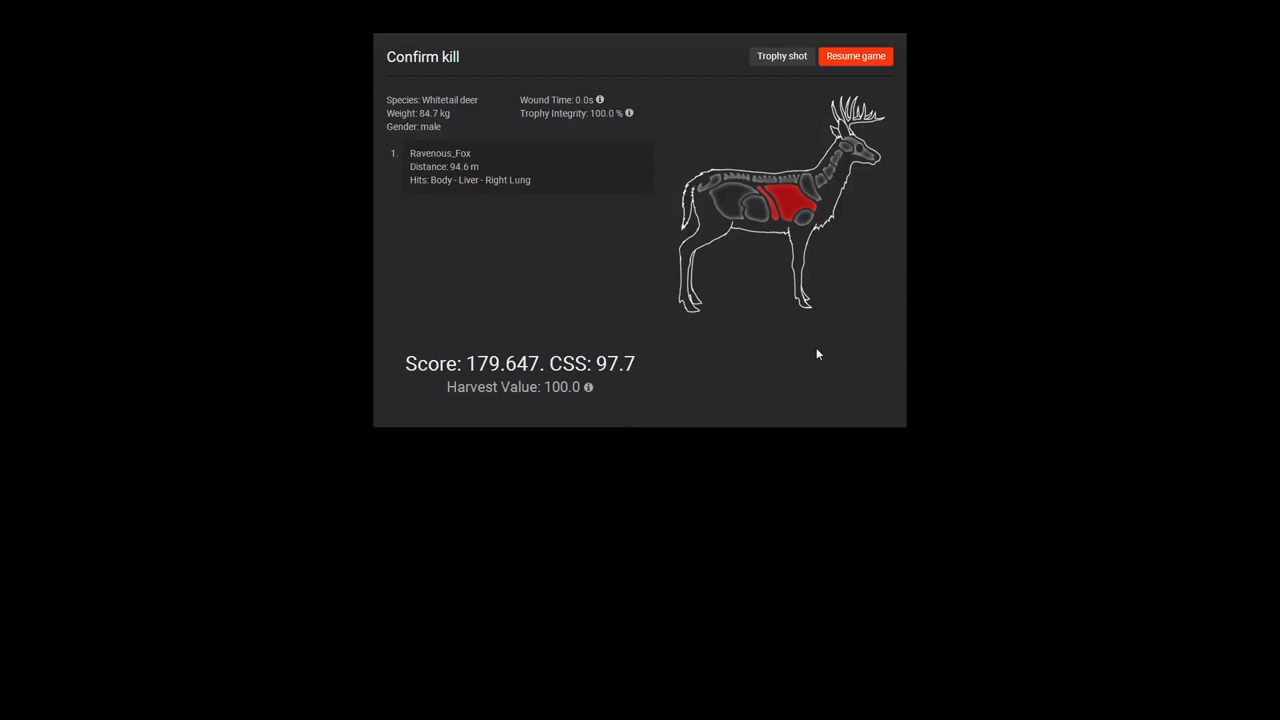 Confirm kill
Trophy shot
Resume game
Species: Whitetail deer
Weight: 84.7 kg
Gender: male
Wound Time: 0.0s
Trophy Integrity: 100.0 %
1.
Ravenous_Fox
Distance: 94.6 m
Hits: Body - Liver - Right Lung
Score: 179.647. CSS: 97.7
Harvest Value: 100.0